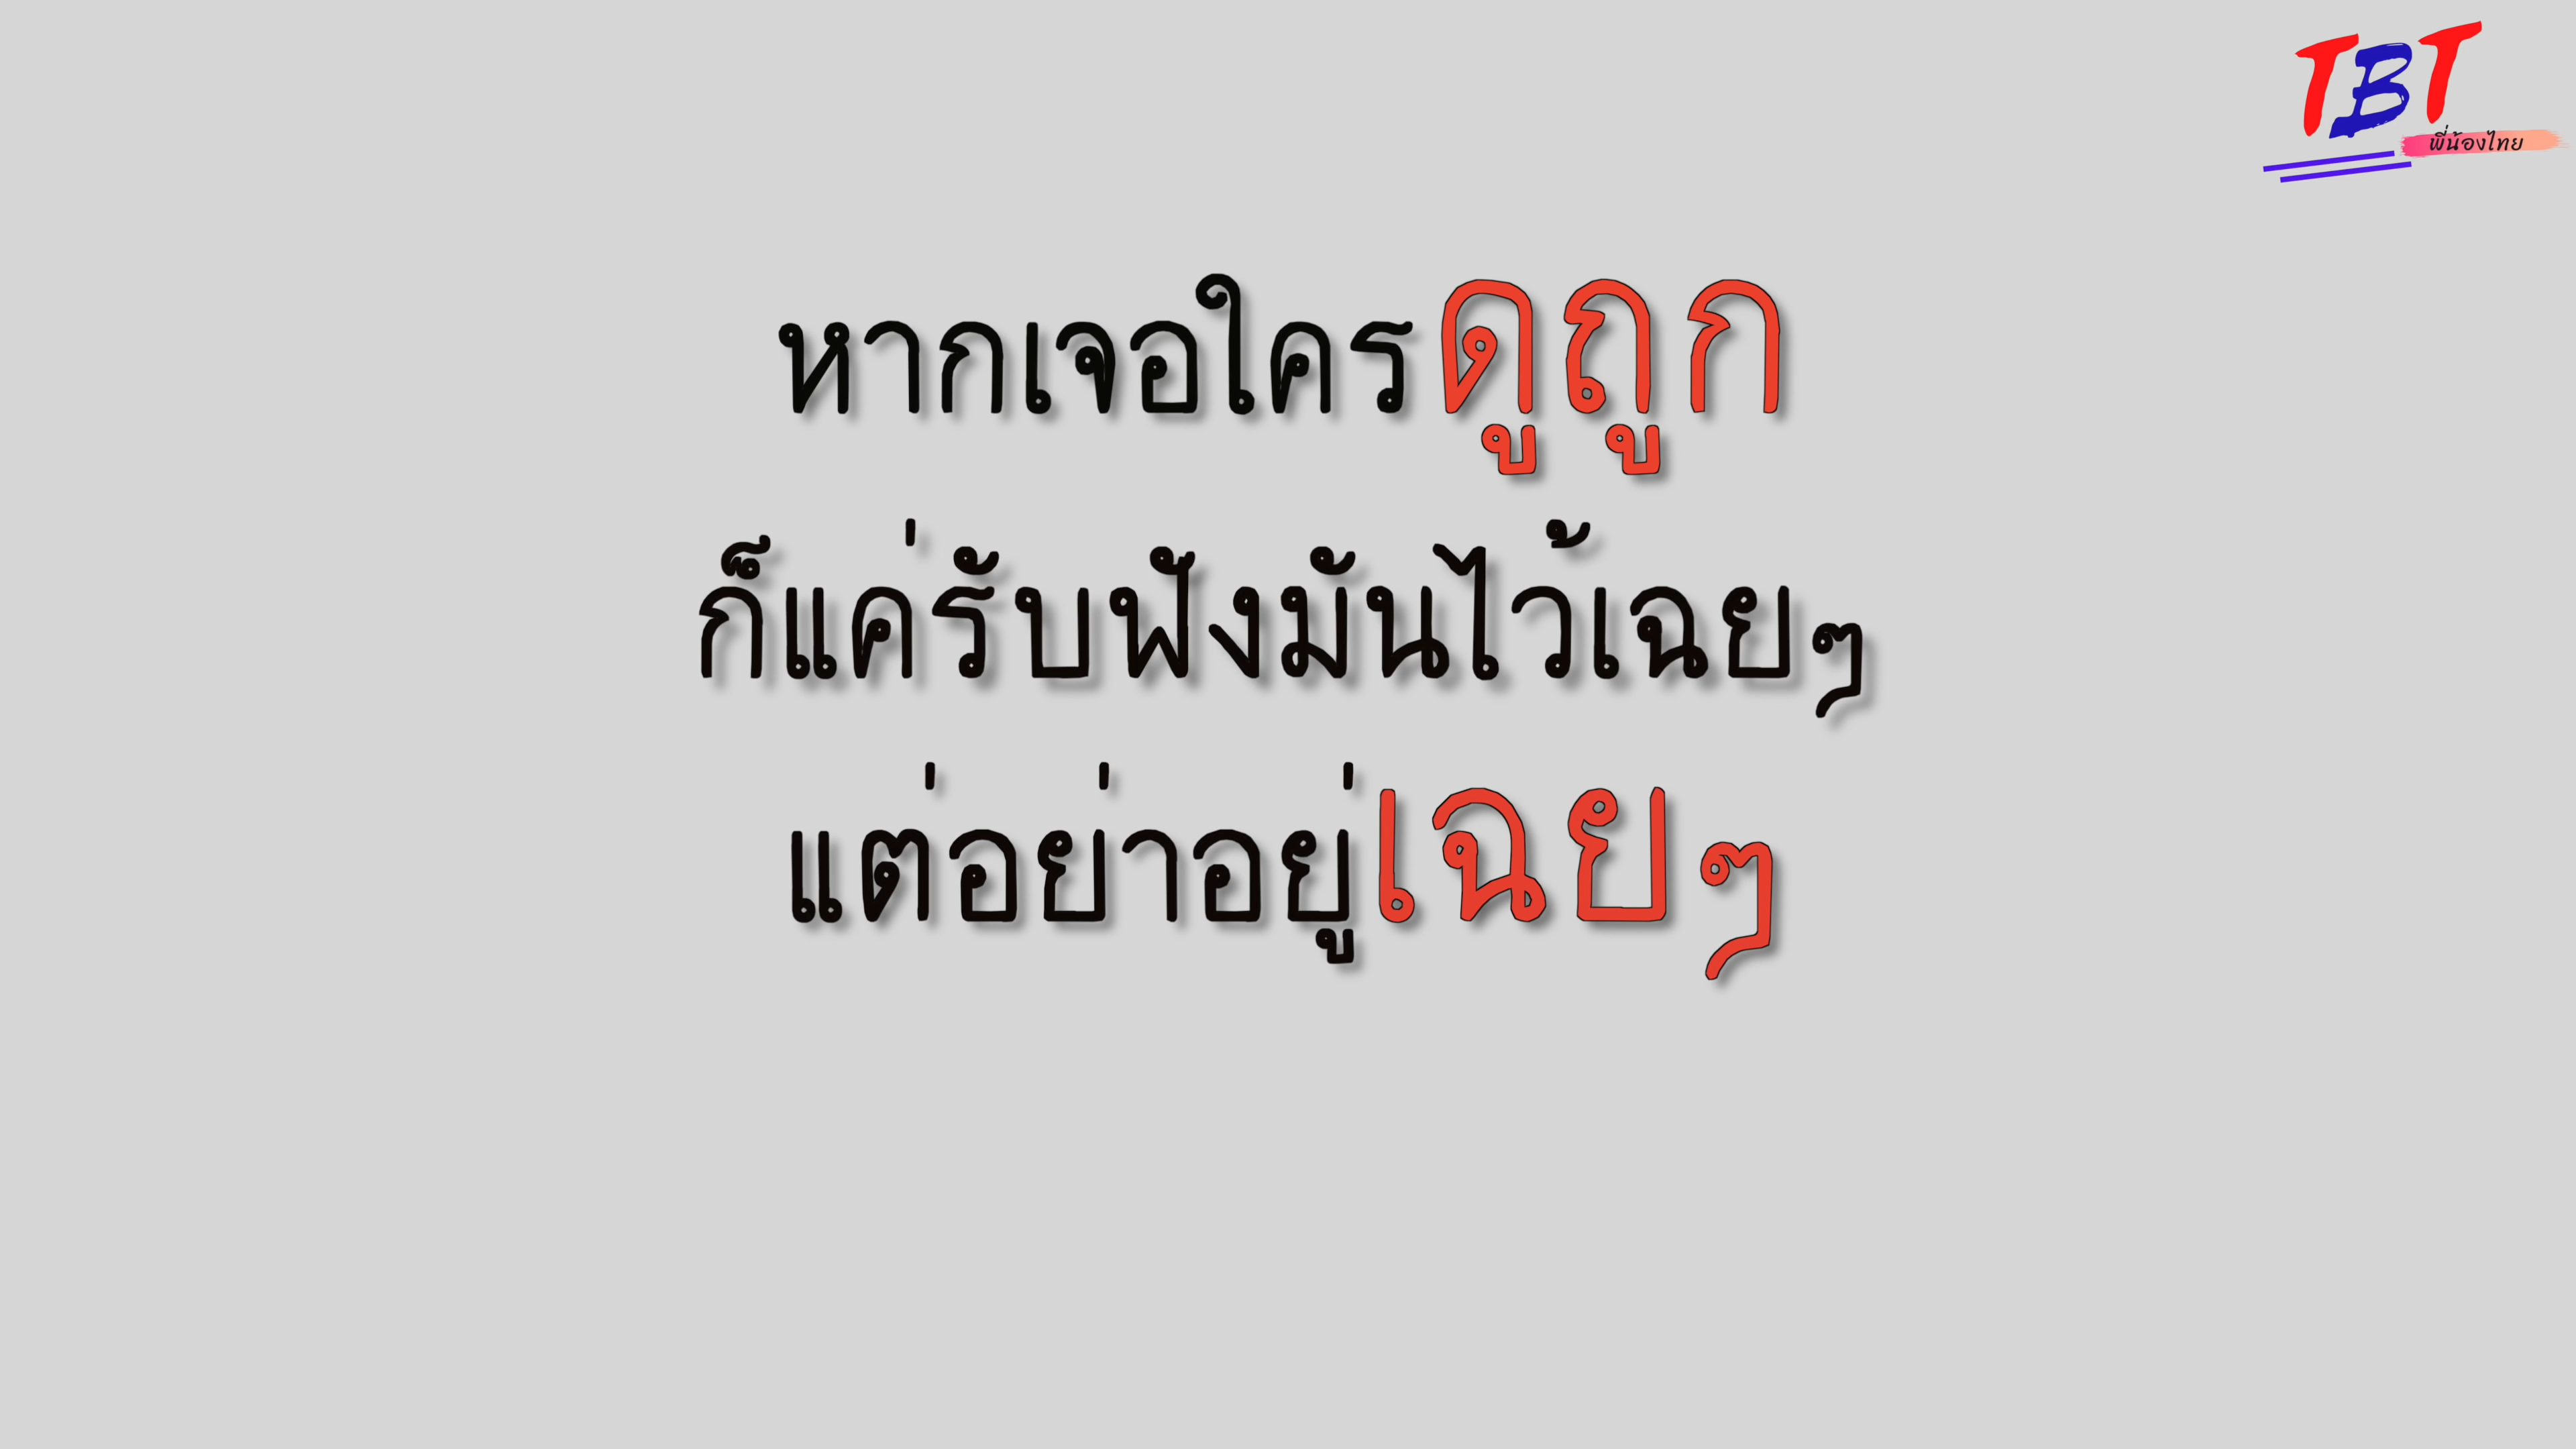 TBT
พี่น้องไทย
หากเจอใครดูถูก
ก็แค่รับฟังมันไว้เฉยๆ
แต่อย่าอยู่เฉยๆ